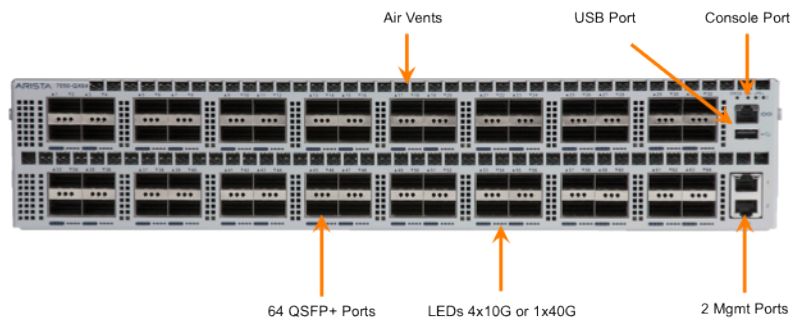 Air Vents
USB Port
Console Port
ARISTA
64 QSFP+ Ports
LEDs 4x10G or 1x40G
2 Mgmt Ports